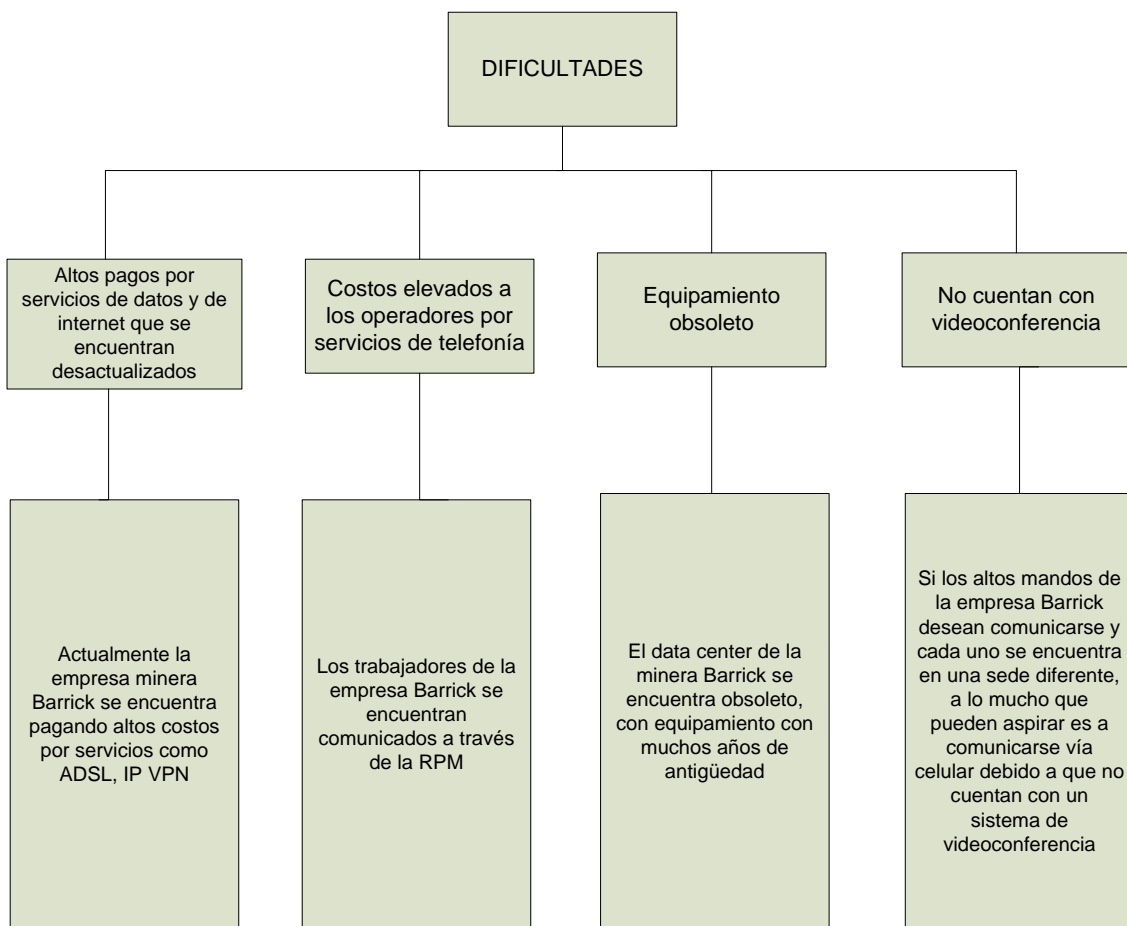 DIFICULTADES
Altos pagos por
servicios de datos y de
internet que se
encuentran
desactualizados
Costos elevados a
los operadores por
servicios de telefonía
Equipamiento
obsoleto
No cuentan con
videoconferencia
Actualmente la
empresa minera
Barrick se encuentra
pagando altos costos
por servicios como
ADSL, IP VPN
Los trabajadores de la
empresa Barrick se
encuentran
comunicados a través
de la RPM
El data center de la
minera Barrick se
encuentra obsoleto,
con equipamiento con
muchos años de
antigüedad
Si los altos mandos de
la empresa Barrick
desean comunicarse y
cada uno se encuentra
en una sede diferente,
a lo mucho que
pueden aspirar es a
comunicarse vía
celular debido a que no
cuentan con un
sistema de
videoconferencia